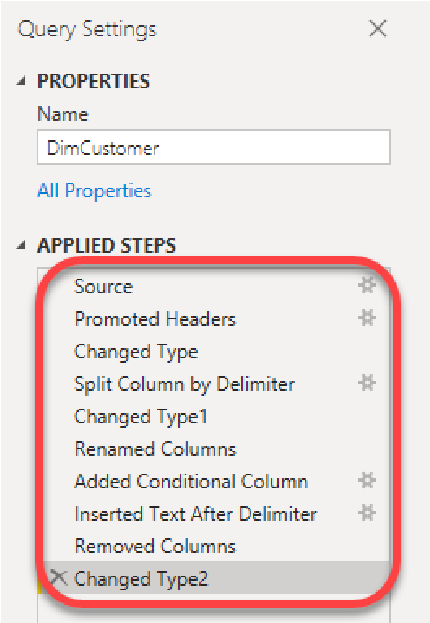 Query Settings
PROPERTIES
Name
DimCustomer
All Properties
APPLIED STEPS
Source
Promoted Headers
Changed Type
Split Column by Delimiter
Changed Type1
Renamed Columns
Added Conditional Column
Inserted Text After Delimiter
Removed Columns
Changed Type2